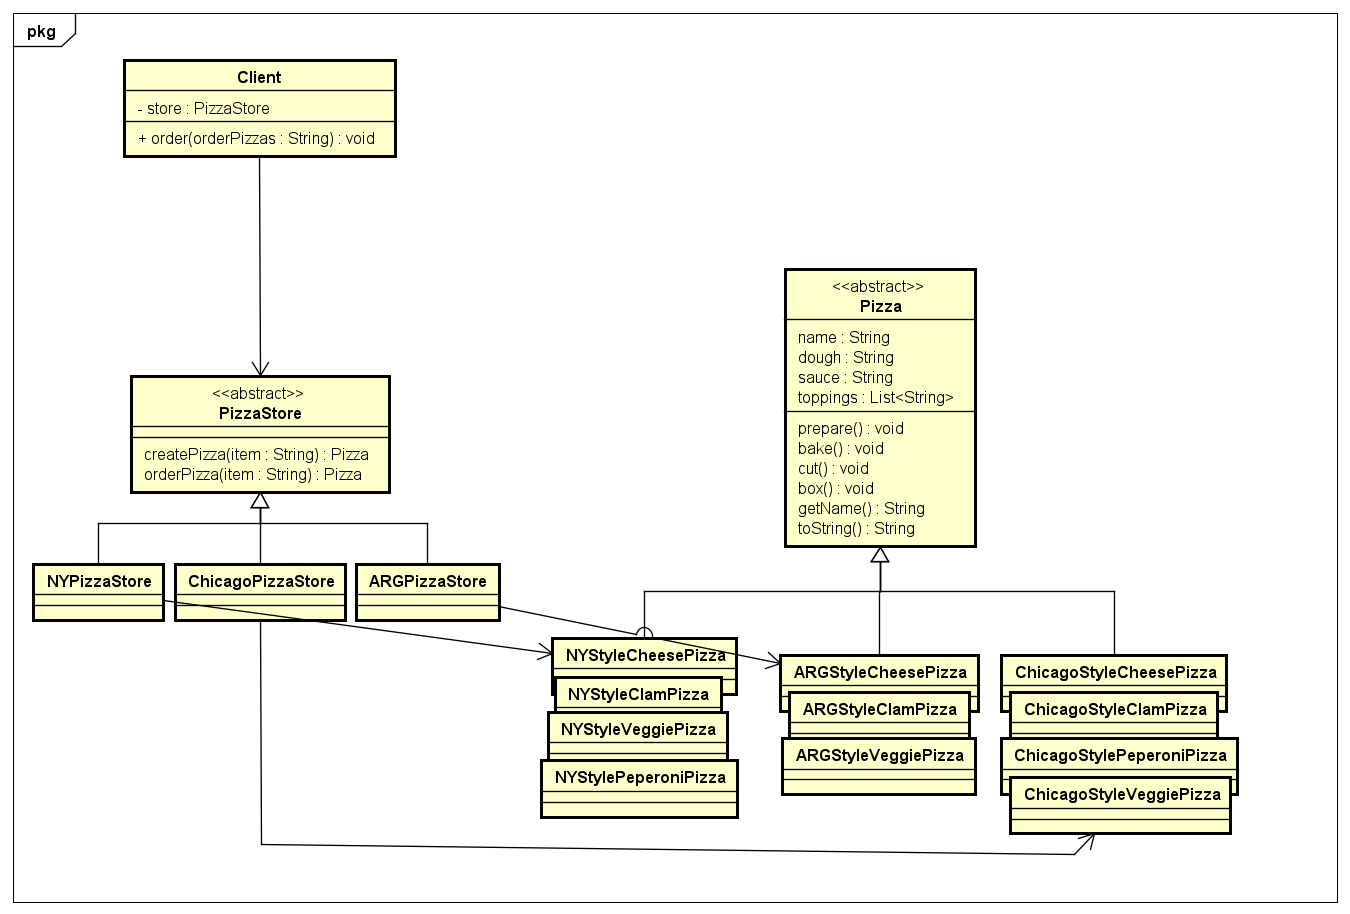 pkg
Client
- store : PizzaStore
+ order(orderPizzas : String) : void
<<abstract>>
Pizza
name : String
dough : String
sauce : String
toppings : List<String>
prepare() : void
bake() : void
cut() : void
box() : void
getName() : String
toString() : String
<<abstract>>
PizzaStore
createPizza(item : String) : Pizza
orderPizza(item : String) : Pizza
NYPizzaStore
ChicagoPizzaStore
ARGPizzaStore
NYStyleCheesePizza
NYStyleClamPizza
NYStyleVeggiePizza
NYStylePeperoniPizza
ARGStyleCheesePizza
ARGStyleClamPizza
ARGStyleVeggiePizza
ChicagoStyleCheesePizza
ChicagoStyleClamPizza
ChicagoStylePeperoniPizza
ChicagoStyleVeggiePizza